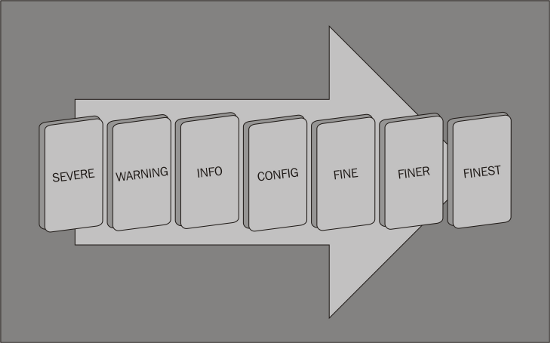 SEVERE
WARNING
INFO
CONFIG
FINE
FINER
FINEST